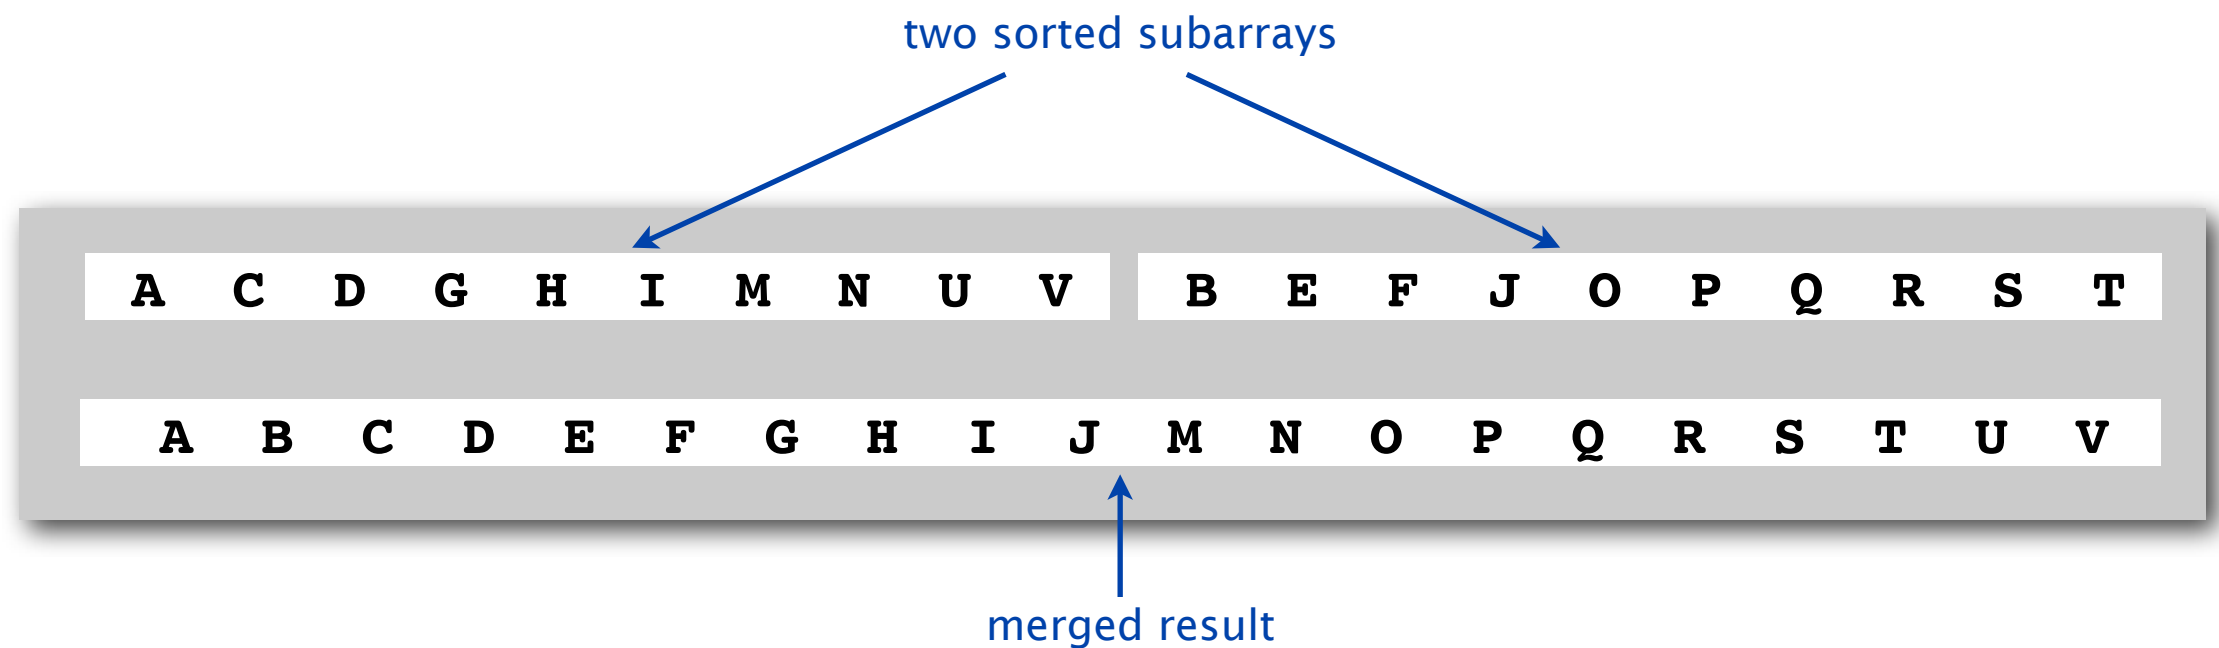 two sorted subarrays
A C D G H I M N U V B E F J O P Q R S T
A B C D E F G H I J M N O P Q R S T U V
merged result